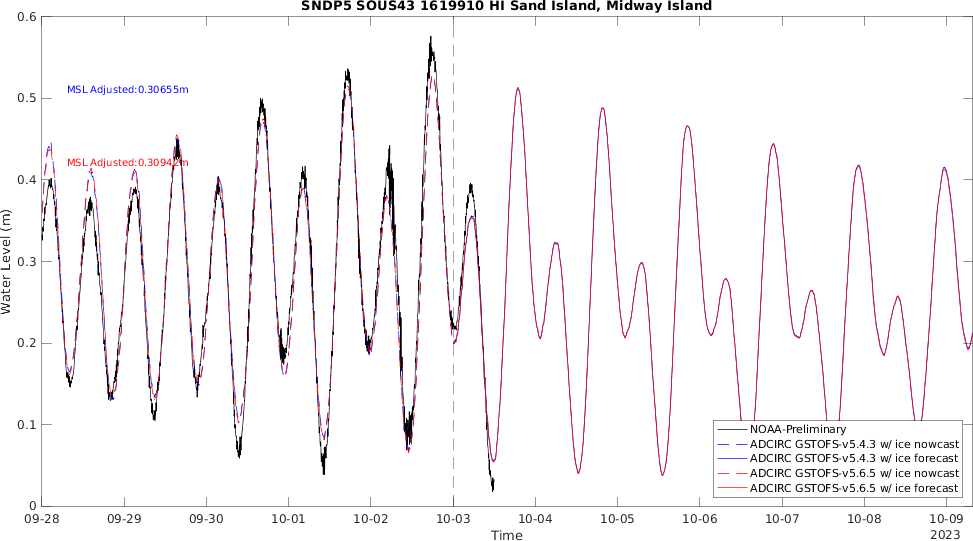 SNDP5 SOUS43 1619910 HI Sand Island, Midway Island
0.6
0.5
0.4
0.3
0.2
0.1
0
Water Level (m)
MSL Adjusted:0.30655m
MSL Adjusted:0.30942m
NOAA-Preliminary
ADCIRC GSTOFS-v5.4.3 w/ ice nowcast
ADCIRC GSTOFS-v5.4.3 w/ ice forecast
ADCIRC GSTOFS-v5.6.5 w/ ice nowcast
ADCIRC GSTOFS-v5.6.5 w/ ice forecast
09-28 09-29 09-30 10-01 10-02 10-03 10-04 10-05 10-06 10-07 10-08 10-09
2023
Time